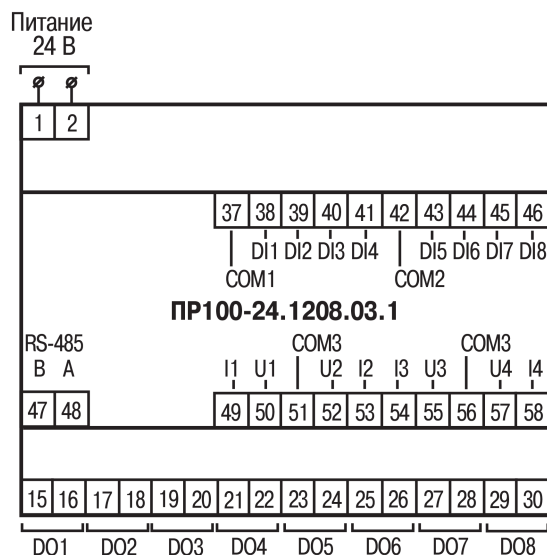 Питание
24 В
1 2
37 38 39 40 41 42 43 44 45 46
DI1 DI2 DI3 DI4 DI5 DI6 DI7 DI8
COM1 COM2
ПР100-24.1208.03.1
RS-485 COM3 COM3
B A I1 U1 U2 I2 I3 U3 U4 I4
47 48 49 50 51 52 53 54 55 56 57 58
15 16 17 18 19 20 21 22 23 24 25 26 27 28 29 30
DO1 DO2 DO3 DO4 DO5 DO6 DO7 DO8